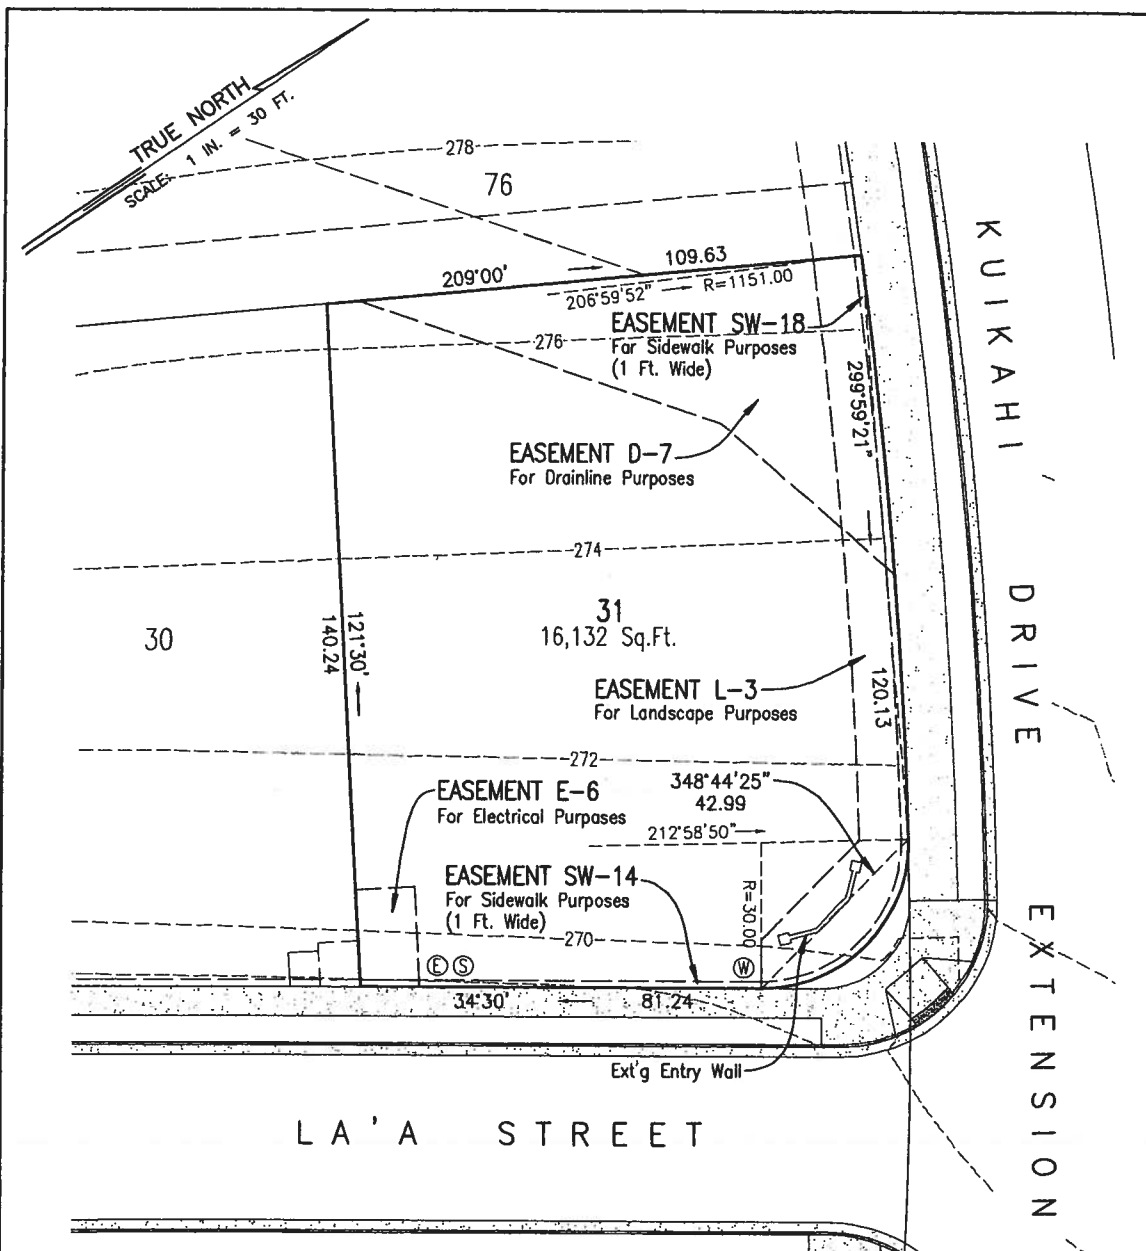 TRUE NORTH
SCALE: 1 IN. = 30 FT.
278
76
109.63
209°00'
206°59'52" R=1151.00
EASEMENT SW-18
For Sidewalk Purposes
(1 Ft. Wide)
276
299°59'21"
EASEMENT D-7
For Drainline Purposes
274
31
16,132 Sq.Ft.
30
121°30'
140.24
EASEMENT L-3
For Landscape Purposes
120.13
272
348°44'25"
42.99
EASEMENT E-6
For Electrical Purposes
212°58'50"
EASEMENT SW-14
For Sidewalk Purposes
(1 Ft. Wide)
R=30.00
270
E S
W
34°30'
81.24
Ext'g Entry Wall
LA'A STREET
KUIKAHI DRIVE EXTENSION